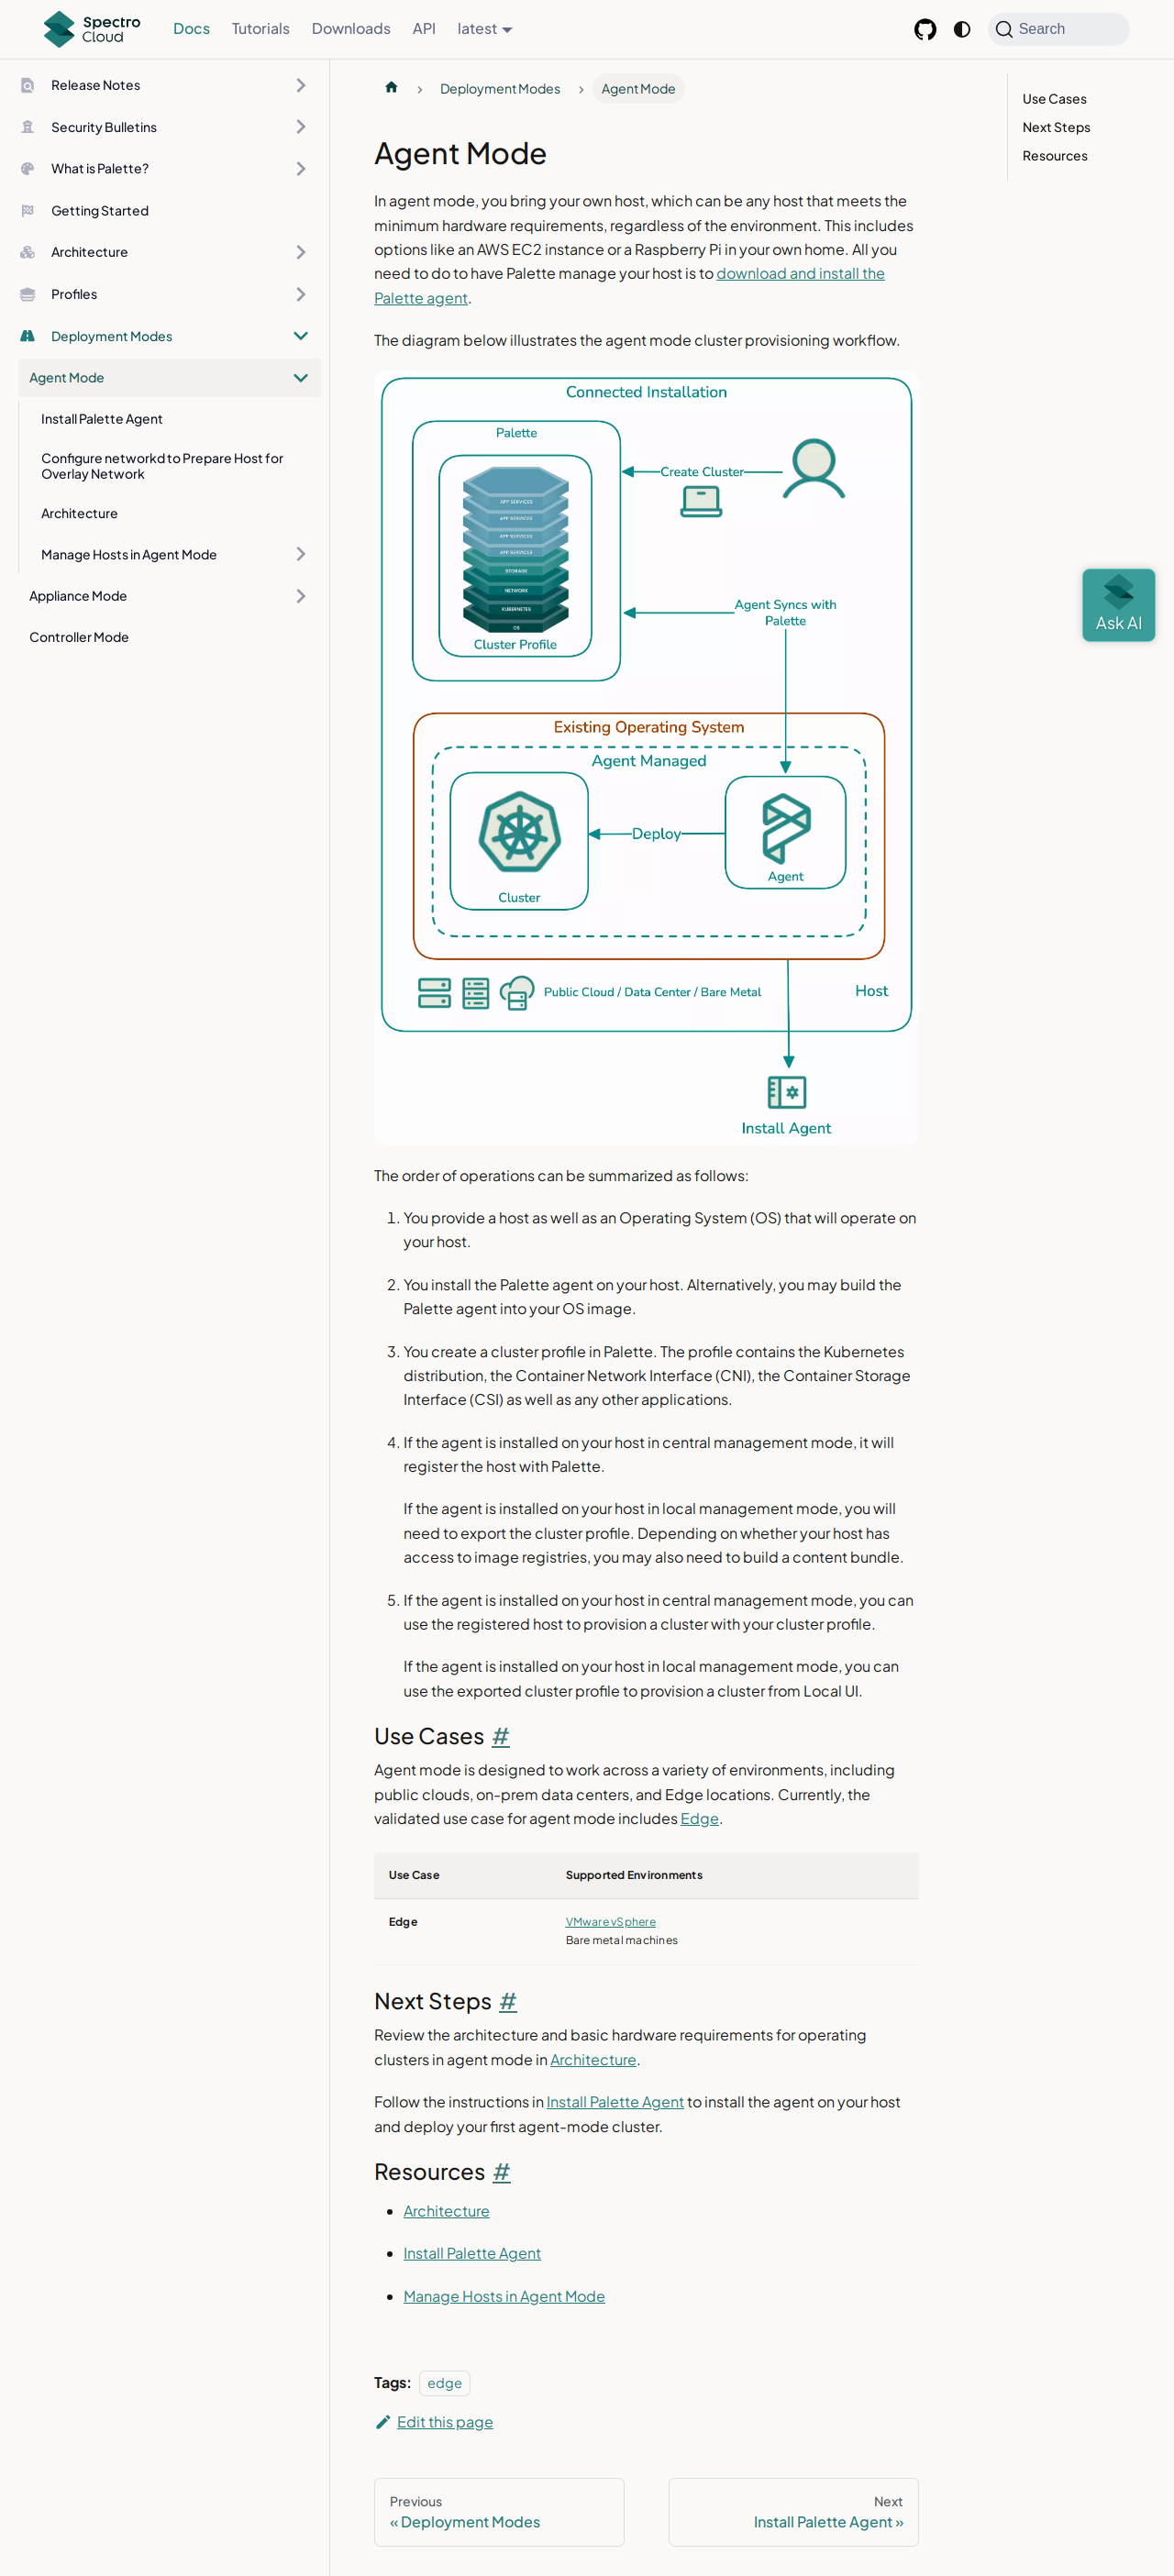 Spectro Cloud
Docs
Tutorials
Downloads
API
latest
Search
Release Notes
Security Bulletins
What is Palette?
Getting Started
Architecture
Profiles
Deployment Modes
Agent Mode
Install Palette Agent
Configure networkd to Prepare Host for
Overlay Network
Architecture
Manage Hosts in Agent Mode
Appliance Mode
Controller Mode
Deployment Modes
Agent Mode
Agent Mode
In agent mode, you bring your own host, which can be any host that meets the
minimum hardware requirements, regardless of the environment. This includes
options like an AWS EC2 instance or a Raspberry Pi in your own home. All you
need to do to have Palette manage your host is to download and install the
Palette agent.
The diagram below illustrates the agent mode cluster provisioning workflow.
Connected Installation
Palette
APP SERVICES
APP SERVICES
APP SERVICES
APP SERVICES
STORAGE
NETWORK
KUBERNETES
OS
Cluster Profile
Create Cluster
Agent Syncs with
Palette
Existing Operating System
Agent Managed
Cluster
Deploy
Agent
Public Cloud / Data Center / Bare Metal
Host
Install Agent
The order of operations can be summarized as follows:
1. You provide a host as well as an Operating System (OS) that will operate on
your host.
2. You install the Palette agent on your host. Alternatively, you may build the
Palette agent into your OS image.
3. You create a cluster profile in Palette. The profile contains the Kubernetes
distribution, the Container Network Interface (CNI), the Container Storage
Interface (CSI) as well as any other applications.
4. If the agent is installed on your host in central management mode, it will
register the host with Palette.
If the agent is installed on your host in local management mode, you will
need to export the cluster profile. Depending on whether your host has
access to image registries, you may also need to build a content bundle.
5. If the agent is installed on your host in central management mode, you can
use the registered host to provision a cluster with your cluster profile.
If the agent is installed on your host in local management mode, you can
use the exported cluster profile to provision a cluster from Local UI.
Use Cases #
Agent mode is designed to work across a variety of environments, including
public clouds, on-prem data centers, and Edge locations. Currently, the
validated use case for agent mode includes Edge.
Use Case
Supported Environments
Edge
VMware vSphere
Bare metal machines
Next Steps #
Review the architecture and basic hardware requirements for operating
clusters in agent mode in Architecture.
Follow the instructions in Install Palette Agent to install the agent on your host
and deploy your first agent-mode cluster.
Resources #
Architecture
Install Palette Agent
Manage Hosts in Agent Mode
Tags: edge
Edit this page
Previous
« Deployment Modes
Next
Install Palette Agent »
Use Cases
Next Steps
Resources
Ask AI